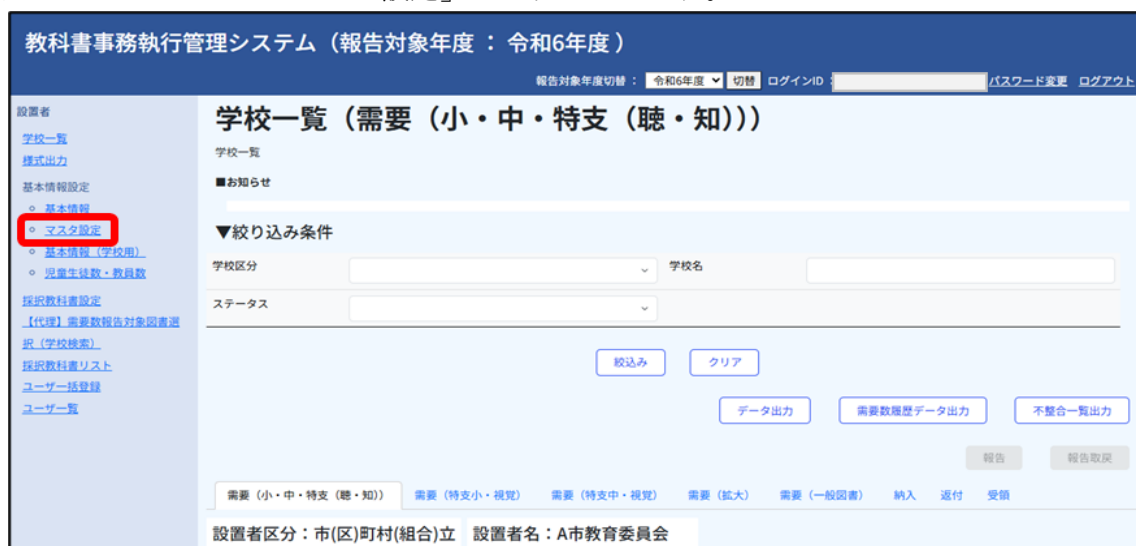 教科書事務執行管理システム（報告対象年度 ： 令和6年度 ）
報告対象年度切替 ： 令和6年度 切替 ログインID : パスワード変更 ログアウト
設置者
学校一覧
様式出力
基本情報設定
基本情報
マスタ設定
基本情報（学校用）
児童生徒数・教員数
採択教科書設定
【代理】需要数報告対象図書選
択（学校検索）
採択教科書リスト
ユーザ一括登録
ユーザ一覧
学校一覧（需要（小・中・特支（聴・知）））
学校一覧
■お知らせ
▼絞り込み条件
学校区分 学校名
ステータス
絞込み クリア
データ出力 需要数履歴データ出力 不整合一覧出力
報告 報告取戻
需要（小・中・特支（聴・知）） 需要（特支小・視覚） 需要（特支中・視覚） 需要（拡大） 需要（一般図書） 納入 返付 受領
設置者区分：市(区)町村(組合)立 設置者名：A市教育委員会